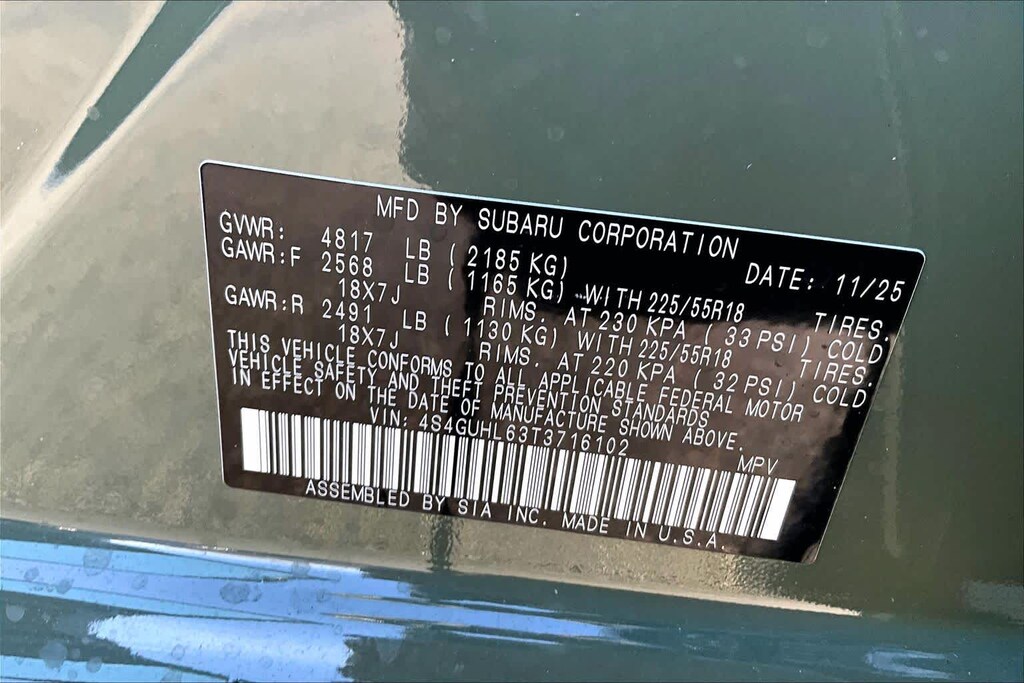 MFD BY SUBARU CORPORATION
DATE: 11/25
GVWR: 4817 LB (2185 KG)
GAWR:F 2568 LB (1165 KG) WITH 225/55R18 TIRES.
18X7J RIMS. AT 230 KPA (33 PSI) COLD
GAWR:R 2491 LB (1130 KG) WITH 225/55R18 TIRES.
18X7J RIMS. AT 220 KPA (32 PSI) COLD
THIS VEHICLE CONFORMS TO ALL APPLICABLE FEDERAL MOTOR
VEHICLE SAFETY AND THEFT PREVENTION STANDARDS
IN EFFECT ON THE DATE OF MANUFACTURE SHOWN ABOVE.
VIN: 4S4GUHL63T3716102 MPV
ASSEMBLED BY SIA INC. MADE IN U.S.A.